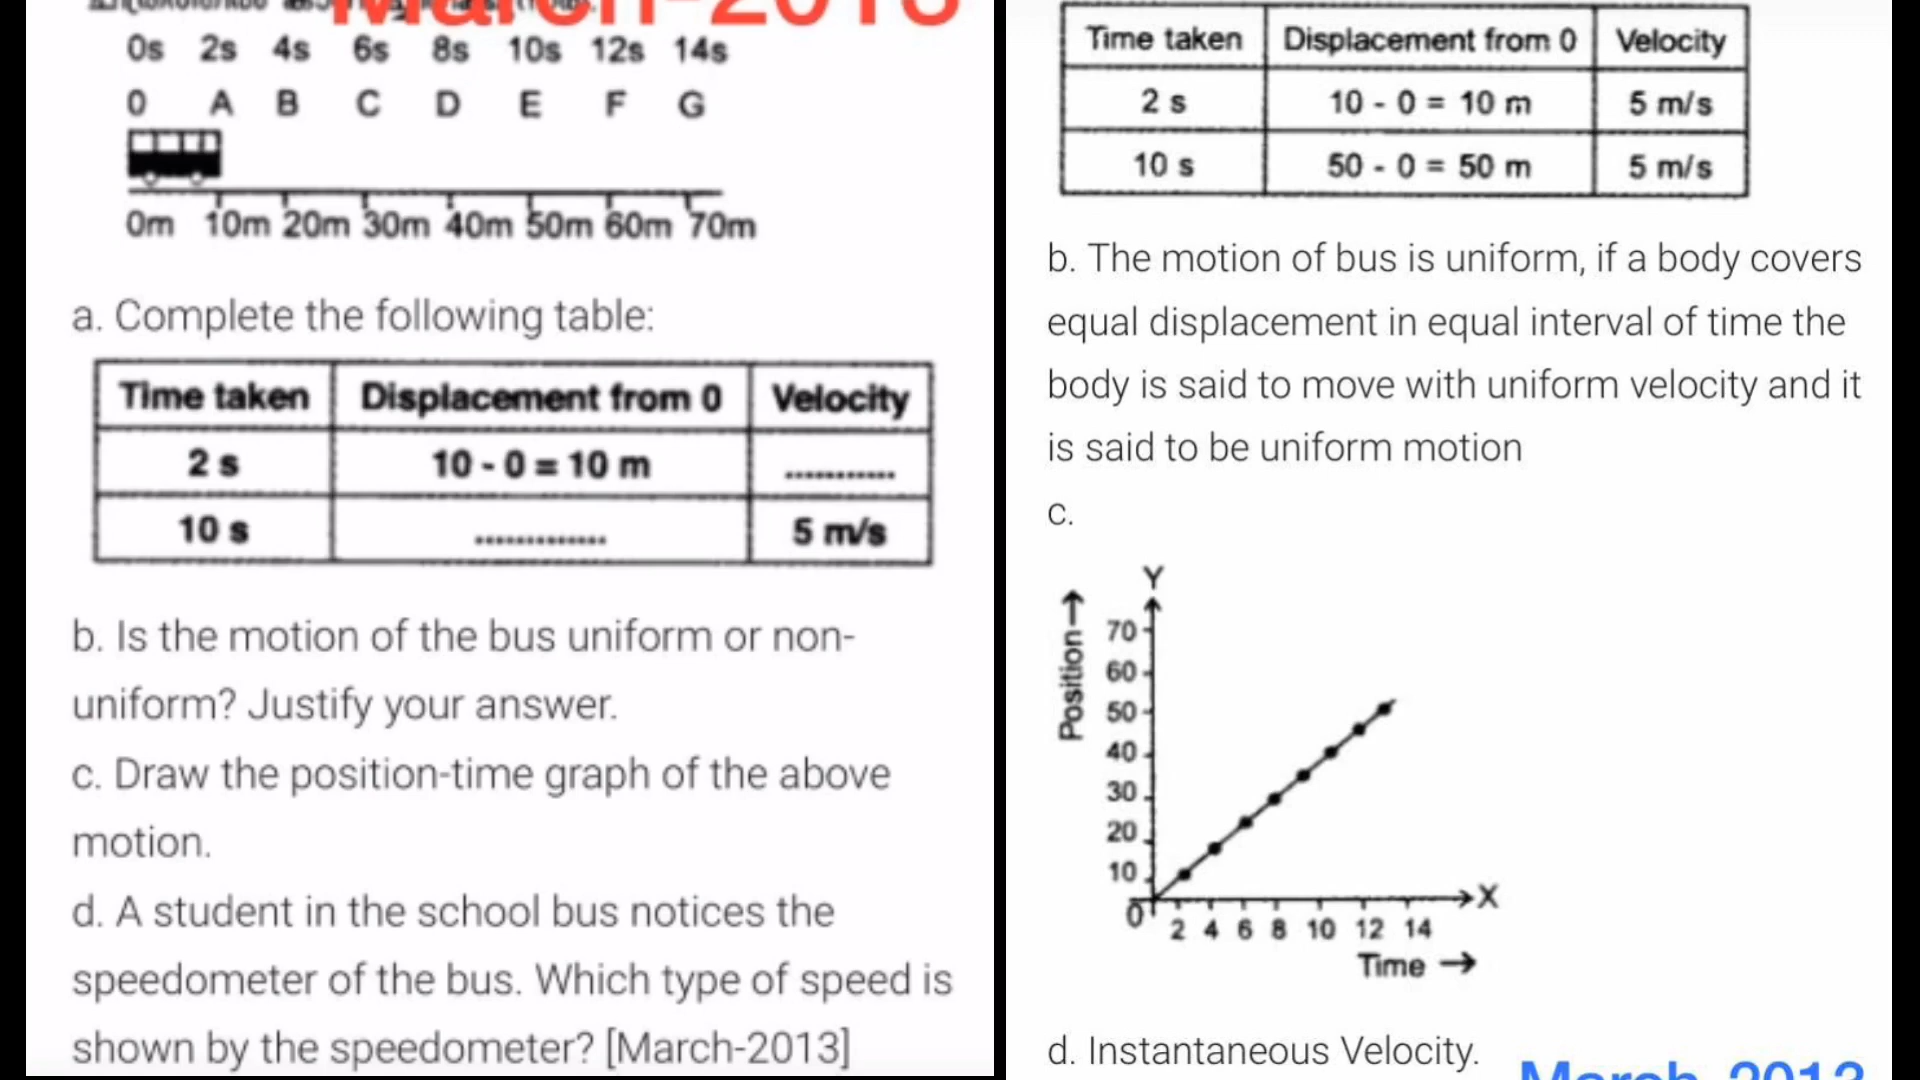 March-2013
0s 2s 4s 6s 8s 10s 12s 14s
0 A B C D E F G
0m 10m 20m 30m 40m 50m 60m 70m
a. Complete the following table:
Time taken Displacement from 0 Velocity
2 s 10 - 0 = 10 m ............
10 s .............. 5 m/s
b. Is the motion of the bus uniform or non-
uniform? Justify your answer.
c. Draw the position-time graph of the above
motion.
d. A student in the school bus notices the
speedometer of the bus. Which type of speed is
shown by the speedometer? [March-2013]
Time taken Displacement from 0 Velocity
2 s 10 - 0 = 10 m 5 m/s
10 s 50 - 0 = 50 m 5 m/s
b. The motion of bus is uniform, if a body covers
equal displacement in equal interval of time the
body is said to move with uniform velocity and it
is said to be uniform motion
c.
Y
Position→
70
60
50
40
30
20
10
0
X
2 4 6 8 10 12 14
Time →
d. Instantaneous Velocity.
March 2013